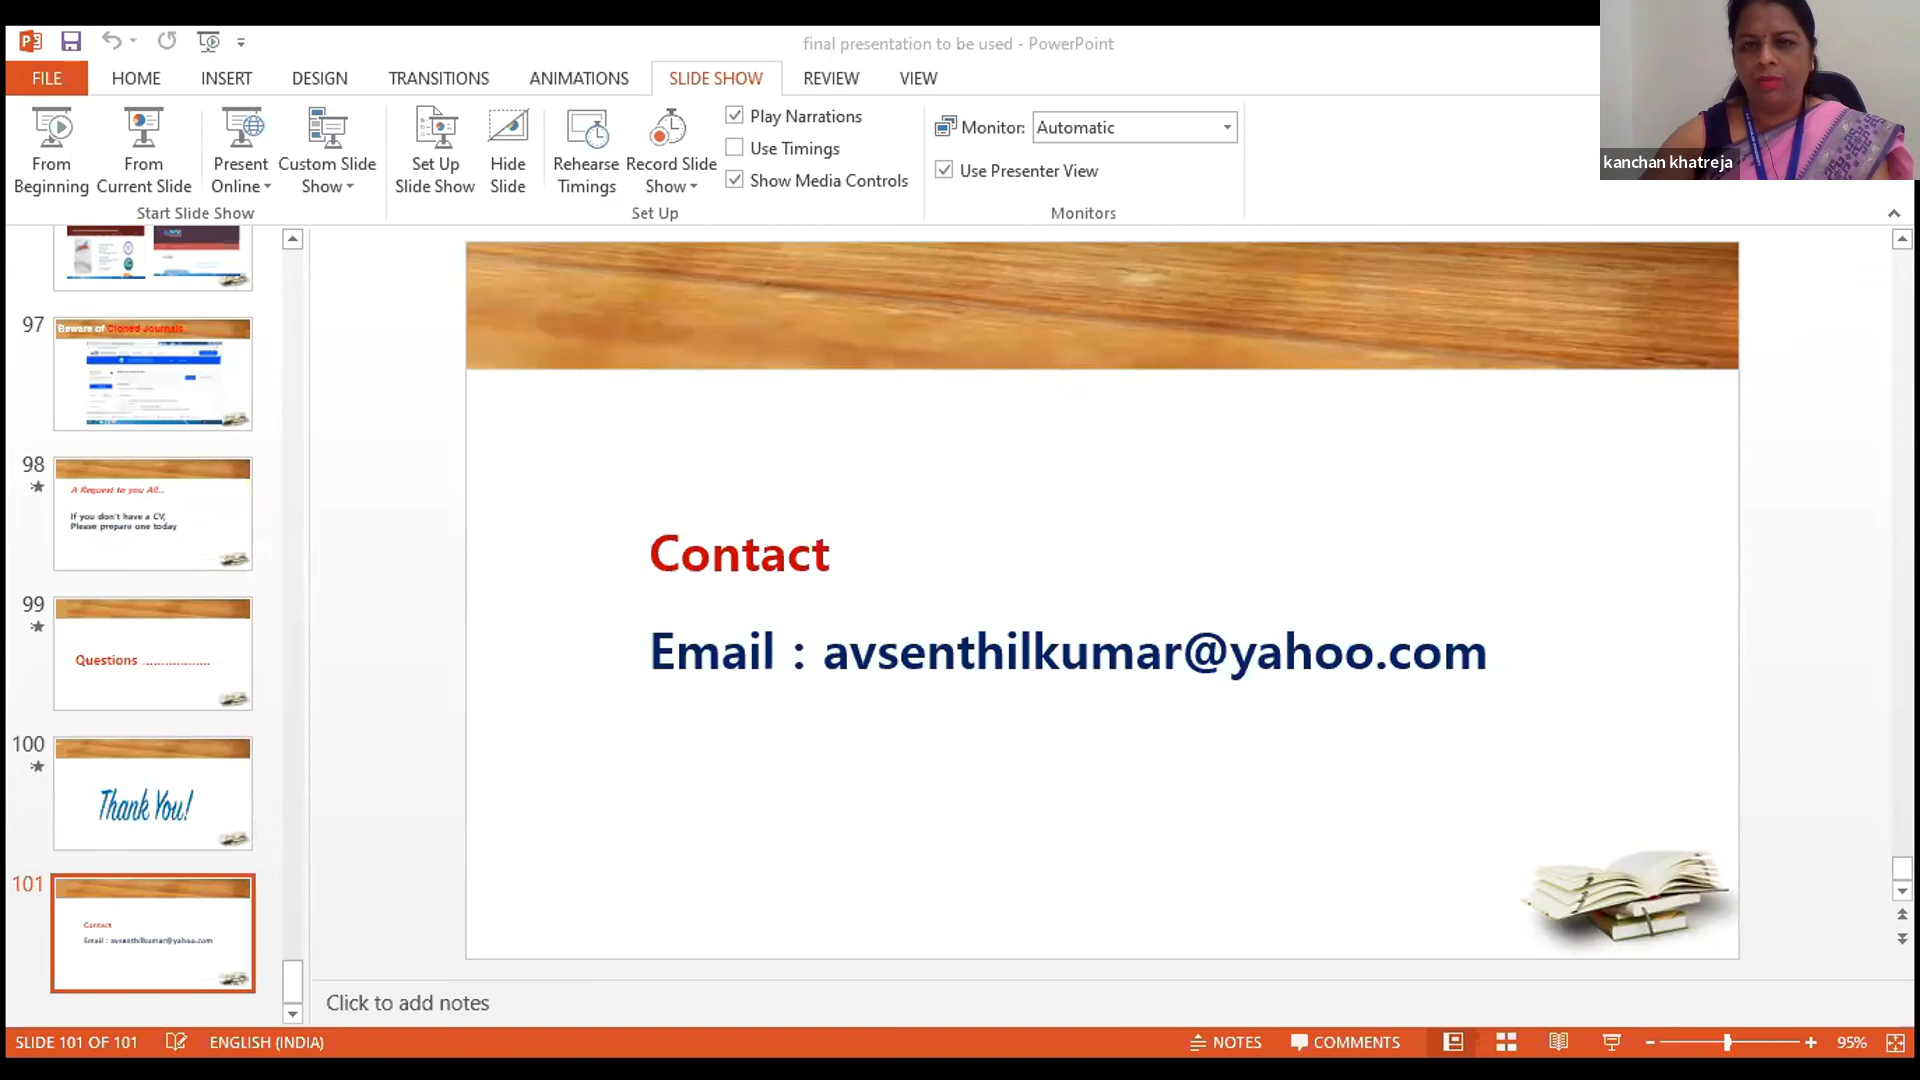 final presentation to be used - PowerPoint
FILE HOME INSERT DESIGN TRANSITIONS ANIMATIONS SLIDE SHOW REVIEW VIEW
From Beginning
From Current Slide
Present Online
Custom Slide Show
Start Slide Show
Set Up Slide Show
Hide Slide
Rehearse Timings
Record Slide Show
Play Narrations
Use Timings
Show Media Controls
Set Up
Monitor: Automatic
Use Presenter View
Monitors
kanchan khatreja
97
Beware of Cloned Journals
98
A Request to you All...
If you don't have a CV,
Please prepare one today
99
Questions ....................
100
Thank You!
101
Contact
Email : avsenthilkumar@yahoo.com
Contact
Email : avsenthilkumar@yahoo.com
Click to add notes
SLIDE 101 OF 101 ENGLISH (INDIA) NOTES COMMENTS 95%